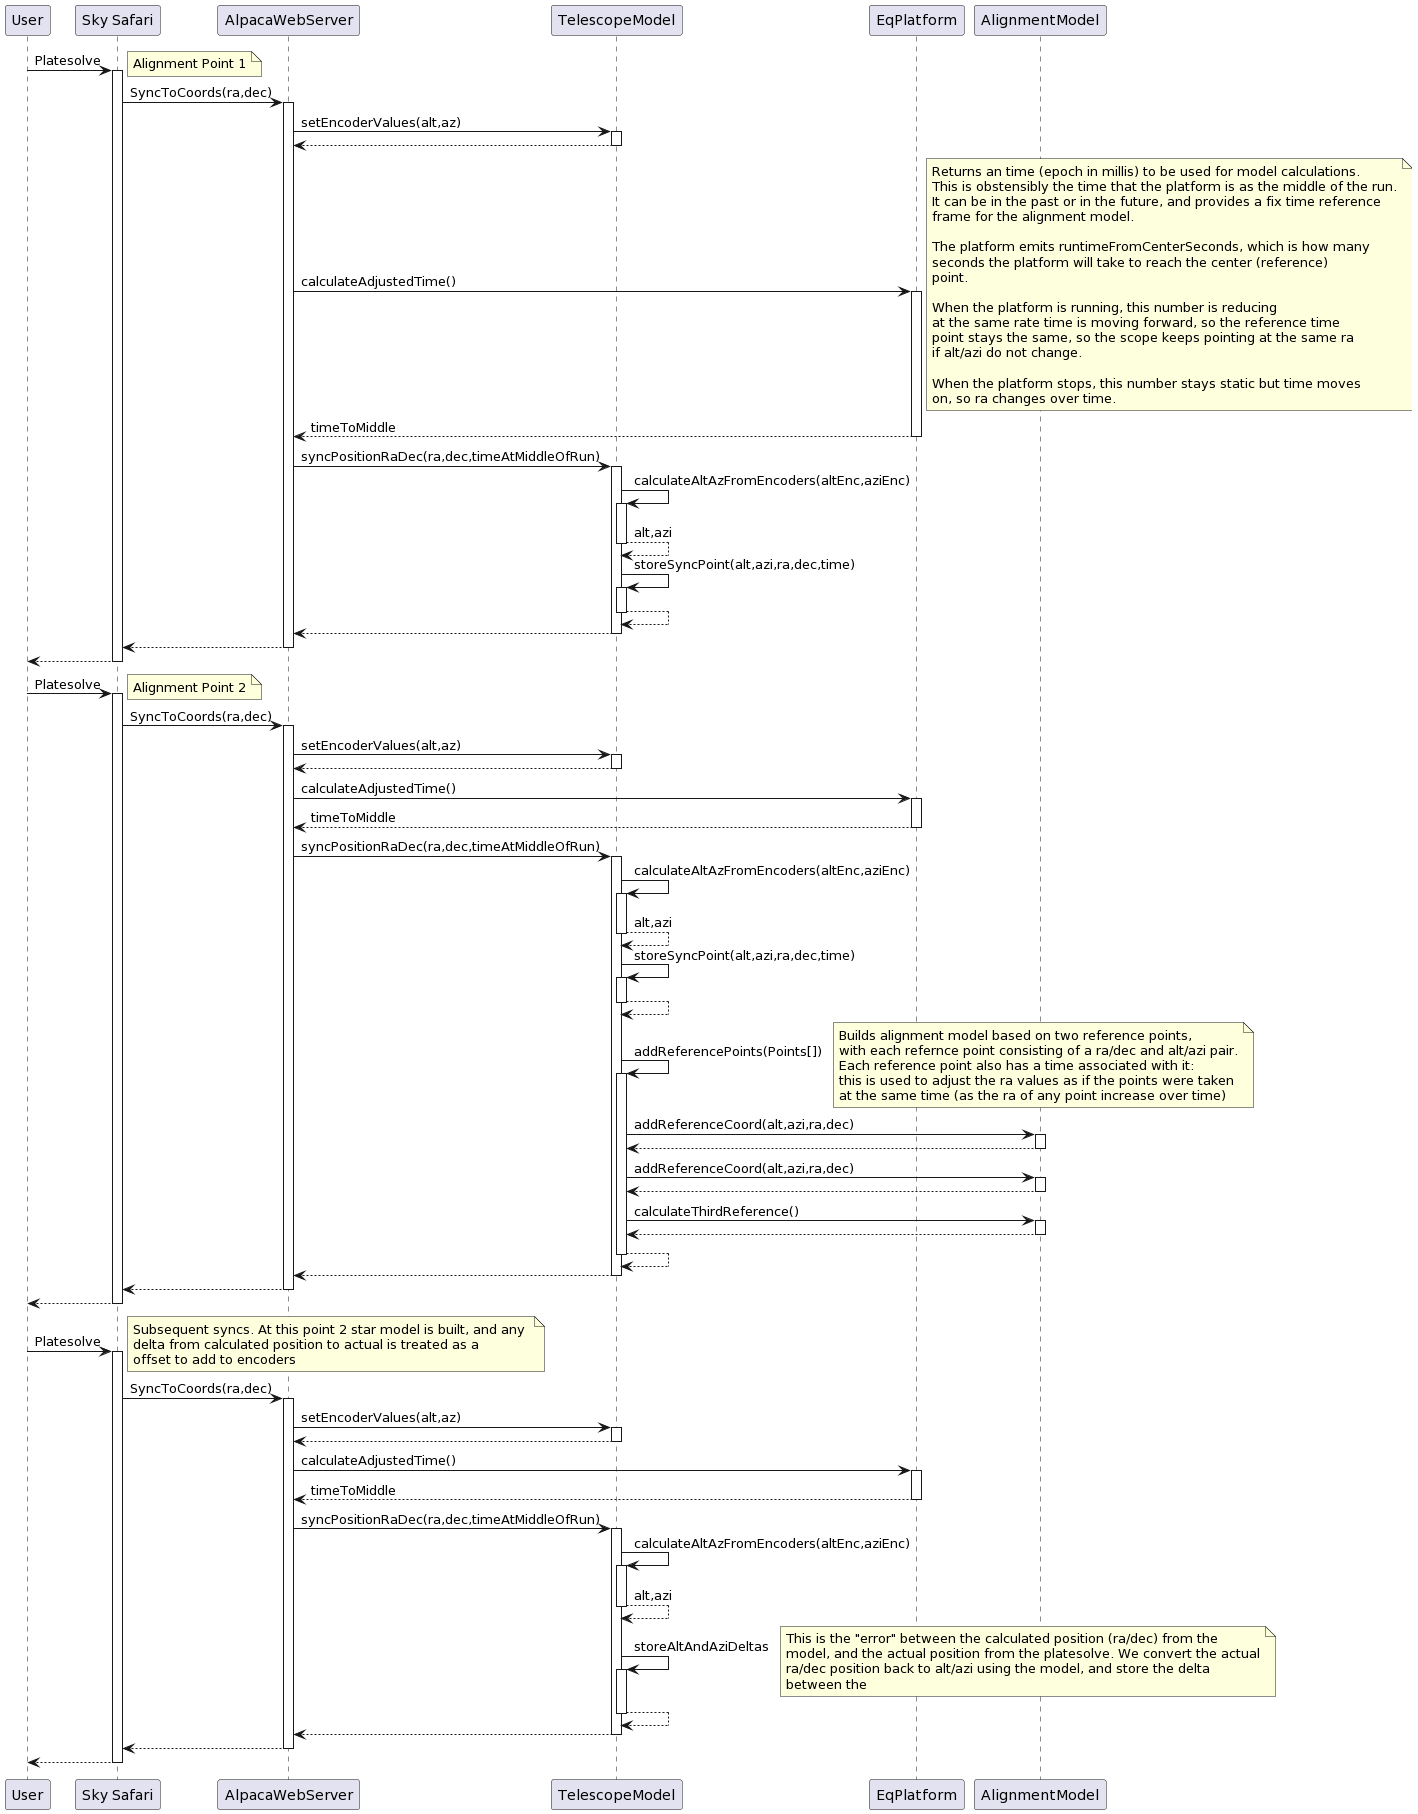 User
Sky Safari
AlpacaWebServer
TelescopeModel
EqPlatform
AlignmentModel
Platesolve
Alignment Point 1
SyncToCoords(ra,dec)
setEncoderValues(alt,az)
Returns an time (epoch in millis) to be used for model calculations.
This is obstensibly the time that the platform is as the middle of the run.
It can be in the past or in the future, and provides a fix time reference
frame for the alignment model.
The platform emits runtimeFromCenterSeconds, which is how many
seconds the platform will take to reach the center (reference)
point.
When the platform is running, this number is reducing
at the same rate time is moving forward, so the reference time
point stays the same, so the scope keeps pointing at the same ra
if alt/azi do not change.
When the platform stops, this number stays static but time moves
on, so ra changes over time.
calculateAdjustedTime()
timeToMiddle
syncPositionRaDec(ra,dec,timeAtMiddleOfRun)
calculateAltAzFromEncoders(altEnc,aziEnc)
alt,azi
storeSyncPoint(alt,azi,ra,dec,time)
Platesolve
Alignment Point 2
SyncToCoords(ra,dec)
setEncoderValues(alt,az)
calculateAdjustedTime()
timeToMiddle
syncPositionRaDec(ra,dec,timeAtMiddleOfRun)
calculateAltAzFromEncoders(altEnc,aziEnc)
alt,azi
storeSyncPoint(alt,azi,ra,dec,time)
addReferencePoints(Points[])
Builds alignment model based on two reference points,
with each refernce point consisting of a ra/dec and alt/azi pair.
Each reference point also has a time associated with it:
this is used to adjust the ra values as if the points were taken
at the same time (as the ra of any point increase over time)
addReferenceCoord(alt,azi,ra,dec)
addReferenceCoord(alt,azi,ra,dec)
calculateThirdReference()
Platesolve
Subsequent syncs. At this point 2 star model is built, and any
delta from calculated position to actual is treated as a
offset to add to encoders
SyncToCoords(ra,dec)
setEncoderValues(alt,az)
calculateAdjustedTime()
timeToMiddle
syncPositionRaDec(ra,dec,timeAtMiddleOfRun)
calculateAltAzFromEncoders(altEnc,aziEnc)
alt,azi
storeAltAndAziDeltas
This is the "error" between the calculated position (ra/dec) from the
model, and the actual position from the platesolve. We convert the actual
ra/dec position back to alt/azi using the model, and store the delta
between the
User
Sky Safari
AlpacaWebServer
TelescopeModel
EqPlatform
AlignmentModel